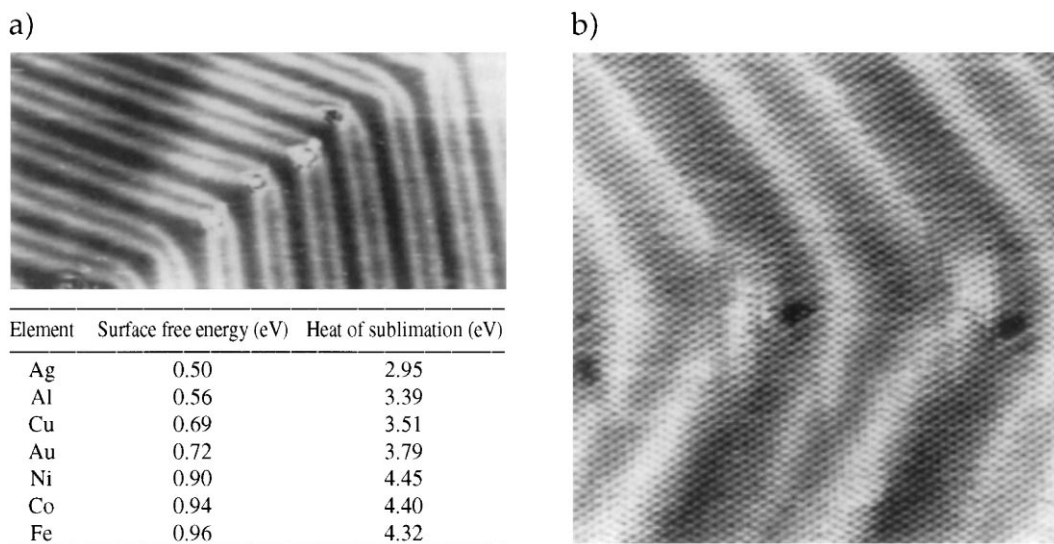 a)
b)
Element Surface free energy (eV) Heat of sublimation (eV)
Ag 0.50 2.95
Al 0.56 3.39
Cu 0.69 3.51
Au 0.72 3.79
Ni 0.90 4.45
Co 0.94 4.40
Fe 0.96 4.32